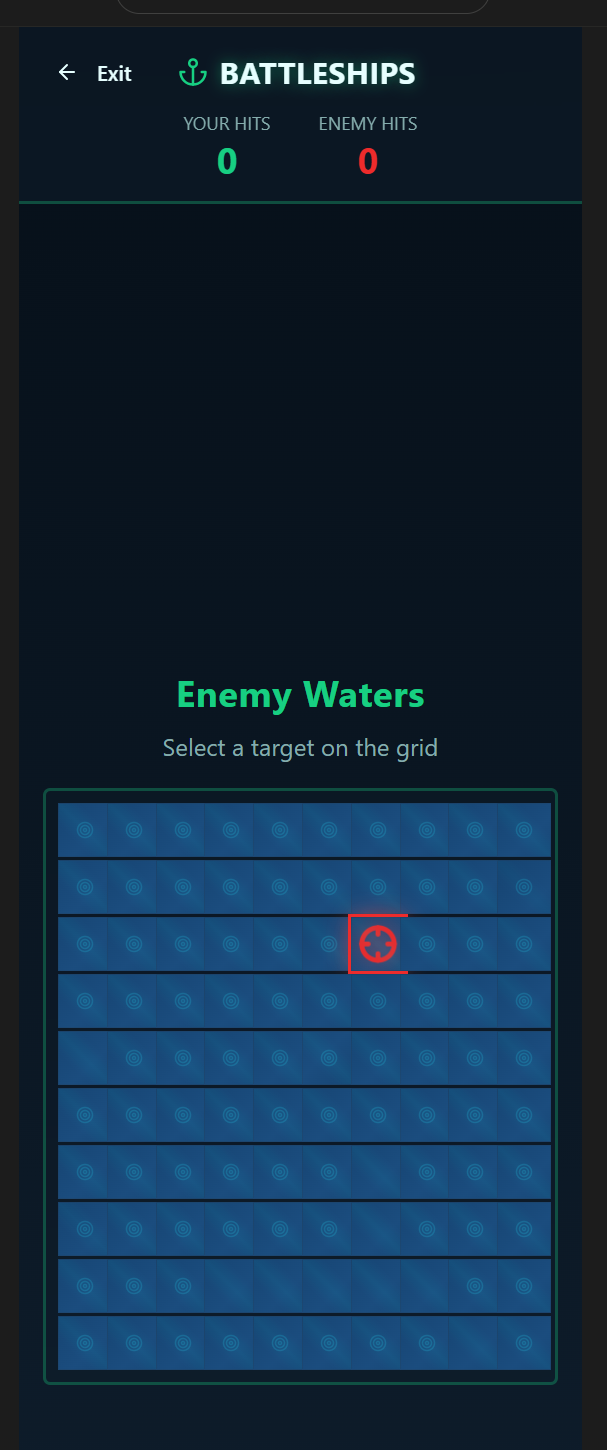 Exit
BATTLESHIPS
YOUR HITS ENEMY HITS
0 0
Enemy Waters
Select a target on the grid